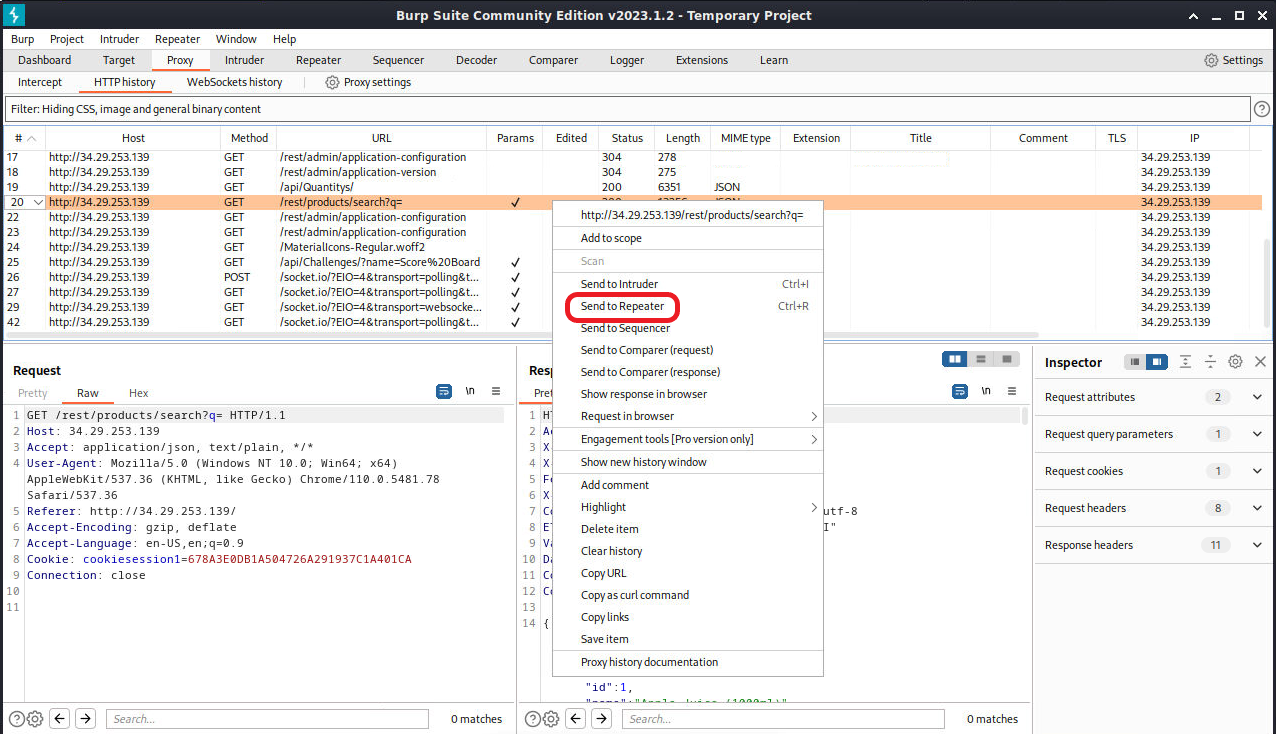 Burp Suite Community Edition v2023.1.2 - Temporary Project
Burp Project Intruder Repeater Window Help
Dashboard Target Proxy Intruder Repeater Sequencer Decoder Comparer Logger Extensions Learn Settings
Intercept HTTP history WebSockets history Proxy settings
Filter: Hiding CSS, image and general binary content
# Host Method URL Params Edited Status Length MIME type Extension Title Comment TLS IP
17 http://34.29.253.139 GET /rest/admin/application-configuration 304 278 34.29.253.139
18 http://34.29.253.139 GET /rest/admin/application-version 304 275 34.29.253.139
19 http://34.29.253.139 GET /api/Quantitys/ 200 6351 JSON 34.29.253.139
20 http://34.29.253.139 GET /rest/products/search?q= ✓ 34.29.253.139
22 http://34.29.253.139 GET /rest/admin/application-configuration 34.29.253.139
23 http://34.29.253.139 GET /rest/admin/application-configuration 34.29.253.139
24 http://34.29.253.139 GET /MaterialIcons-Regular.woff2 34.29.253.139
25 http://34.29.253.139 GET /api/Challenges/?name=Score%20Board ✓ 34.29.253.139
26 http://34.29.253.139 POST /socket.io/?EIO=4&transport=polling&t... ✓ 34.29.253.139
27 http://34.29.253.139 GET /socket.io/?EIO=4&transport=polling&t... ✓ 34.29.253.139
29 http://34.29.253.139 GET /socket.io/?EIO=4&transport=websocke... ✓ 34.29.253.139
42 http://34.29.253.139 GET /socket.io/?EIO=4&transport=polling&t... ✓ 34.29.253.139
http://34.29.253.139/rest/products/search?q=
Add to scope
Scan
Send to Intruder Ctrl+I
Send to Repeater Ctrl+R
Send to Sequencer
Send to Comparer (request)
Send to Comparer (response)
Show response in browser
Request in browser
Engagement tools [Pro version only]
Show new history window
Add comment
Highlight
Delete item
Clear history
Copy URL
Copy as curl command
Copy links
Save item
Proxy history documentation
Request
Pretty Raw Hex \n
1 GET /rest/products/search?q= HTTP/1.1
2 Host: 34.29.253.139
3 Accept: application/json, text/plain, */*
4 User-Agent: Mozilla/5.0 (Windows NT 10.0; Win64; x64)
AppleWebKit/537.36 (KHTML, like Gecko) Chrome/110.0.5481.78
Safari/537.36
5 Referer: http://34.29.253.139/
6 Accept-Encoding: gzip, deflate
7 Accept-Language: en-US,en;q=0.9
8 Cookie: cookiesession1=678A3E0DB1A504726A291937C1A401CA
9 Connection: close
10
11
Search... 0 matches
Res
Pret \n
1 H
2 Ac
3 X-
4 X-
5 Fe
6 X
7 Co utf-8
8 ET I"
9 Va
10 Da
11 Co
12 Co
13
14 {
"id":1,
Search... 0 matches
Inspector
Request attributes 2
Request query parameters 1
Request cookies 1
Request headers 8
Response headers 11